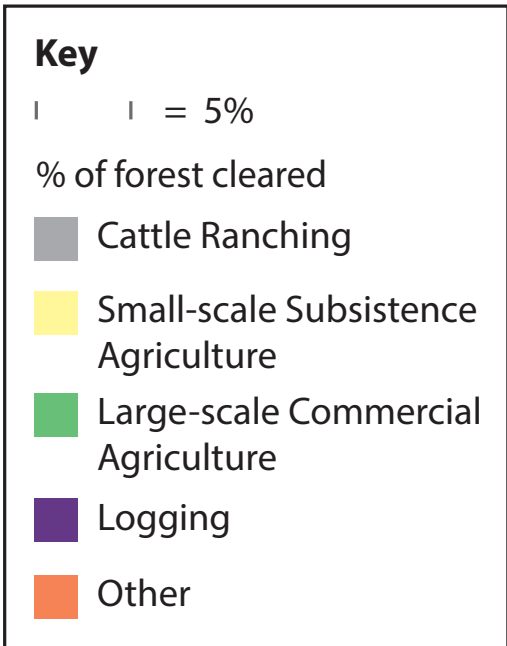 Key
= 5%
% of forest cleared
Cattle Ranching
Small-scale Subsistence
Agriculture
Large-scale Commercial
Agriculture
Logging
Other